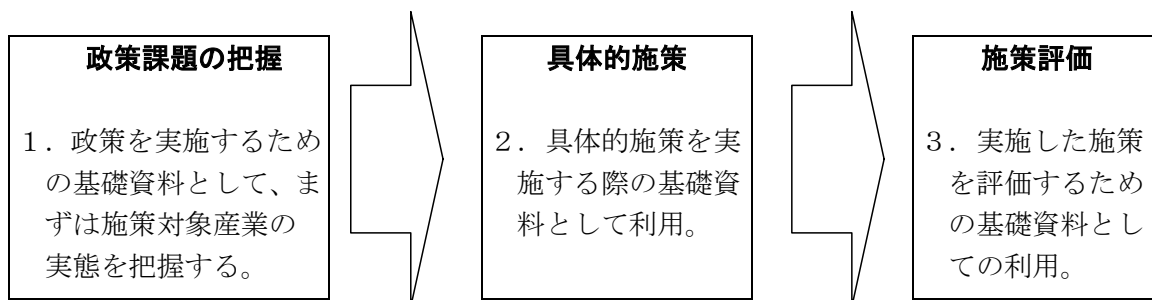 政策課題の把握
１．政策を実施するため
の基礎資料として、ま
ずは施策対象産業の
実態を把握する。
具体的施策
２．具体的施策を実
施する際の基礎資
料として利用。
施策評価
３．実施した施策
を評価するため
の基礎資料とし
ての利用。